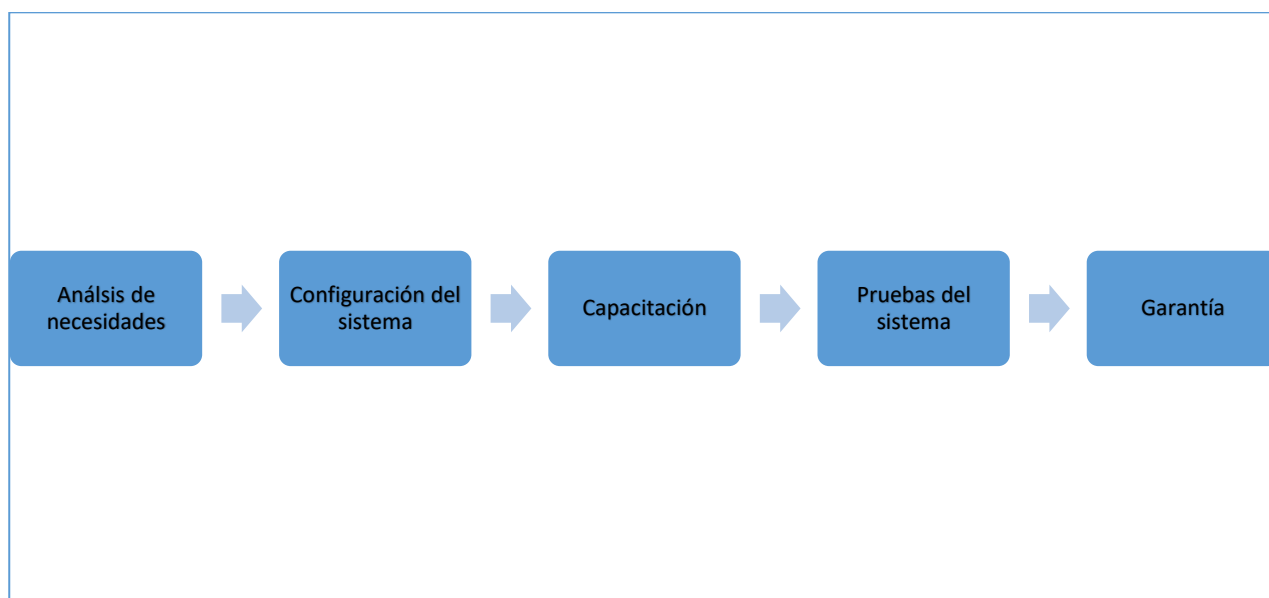 Análsis de
necesidades
Configuración del
sistema
Capacitación
Pruebas del
sistema
Garantía